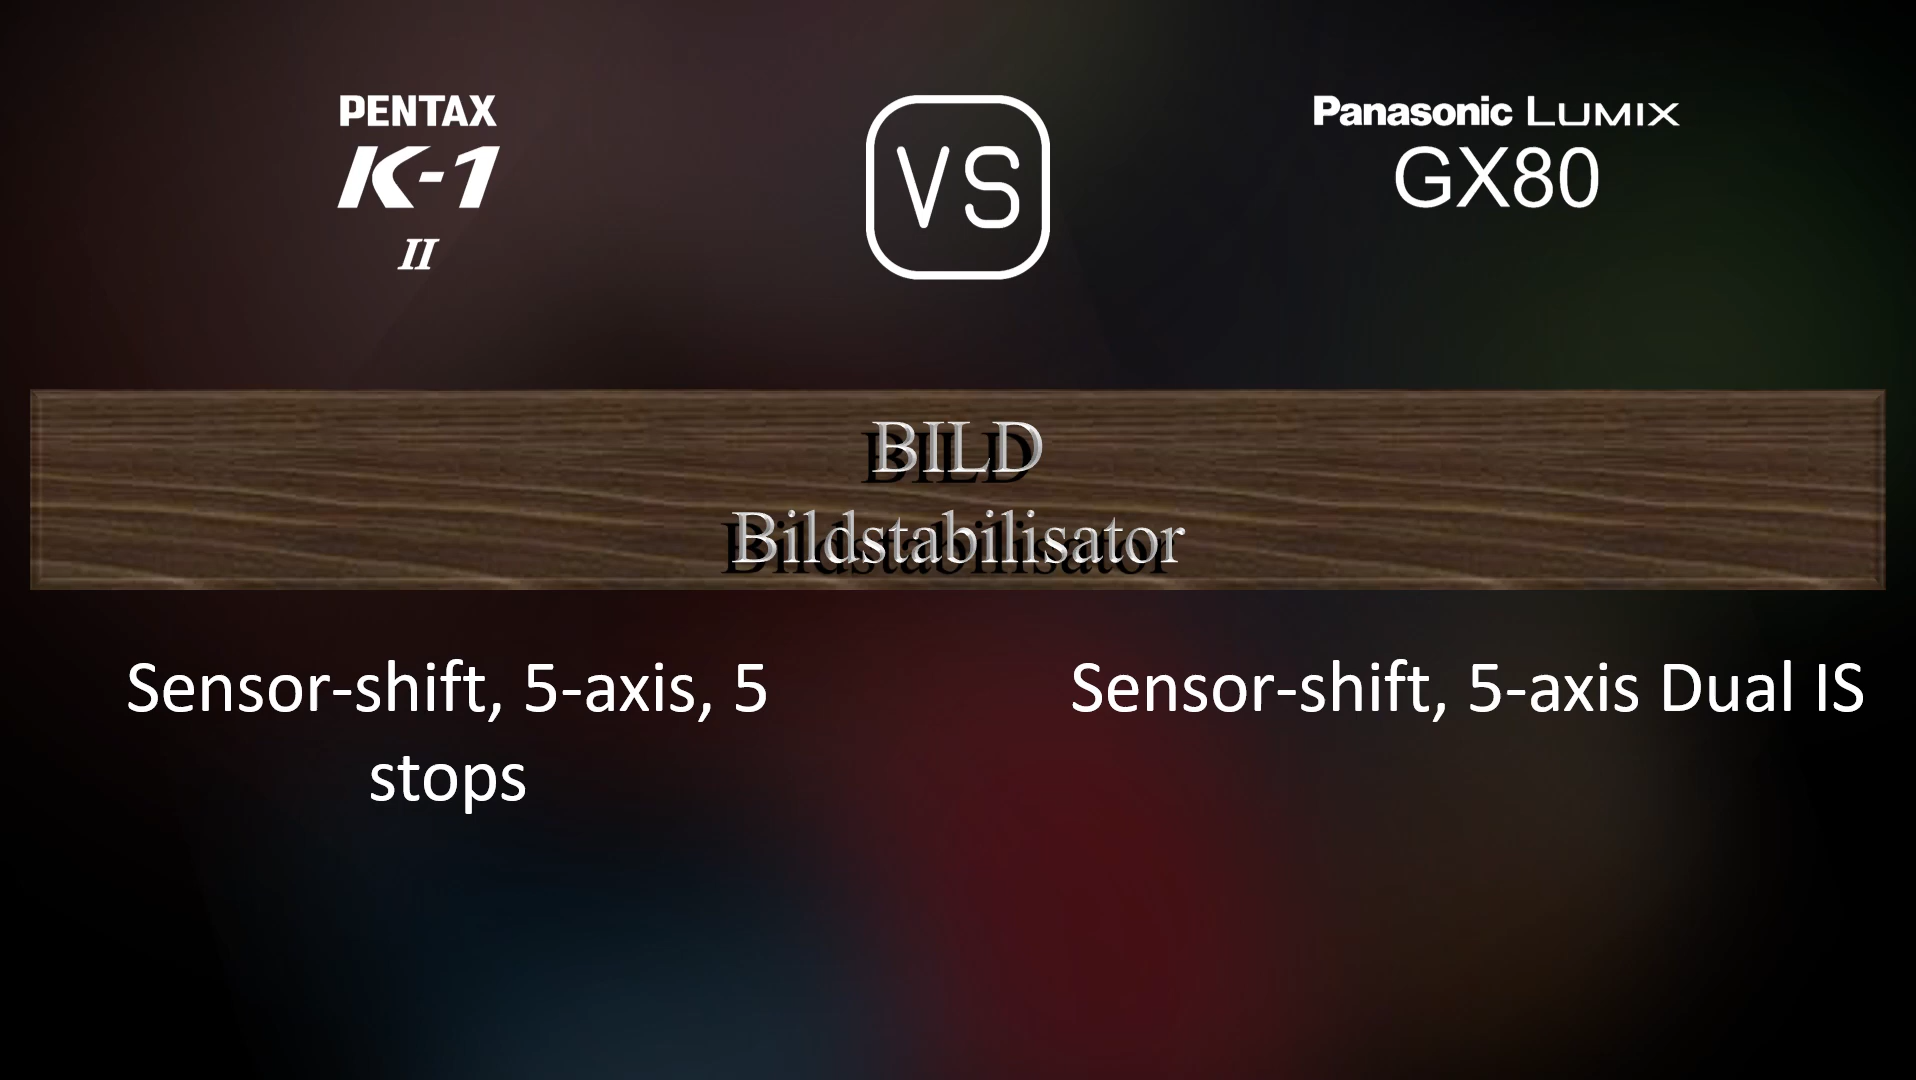 PENTAX
K-1
II
VS
Panasonic LUMIX
GX80
BILD
Bildstabilisator
Sensor-shift, 5-axis, 5
stops
Sensor-shift, 5-axis Dual IS